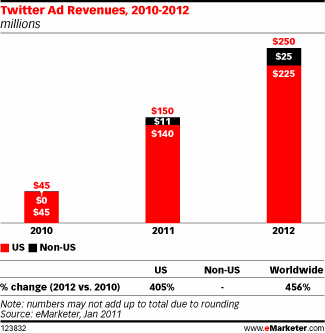 Twitter Ad Revenues, 2010-2012
millions
$250
$25
$225
$150
$11
$140
$45
$0
$45
2010 2011 2012
US Non-US
US Non-US Worldwide
% change (2012 vs. 2010) 405% - 456%
Note: numbers may not add up to total due to rounding
Source: eMarketer, Jan 2011
123832 www.eMarketer.com